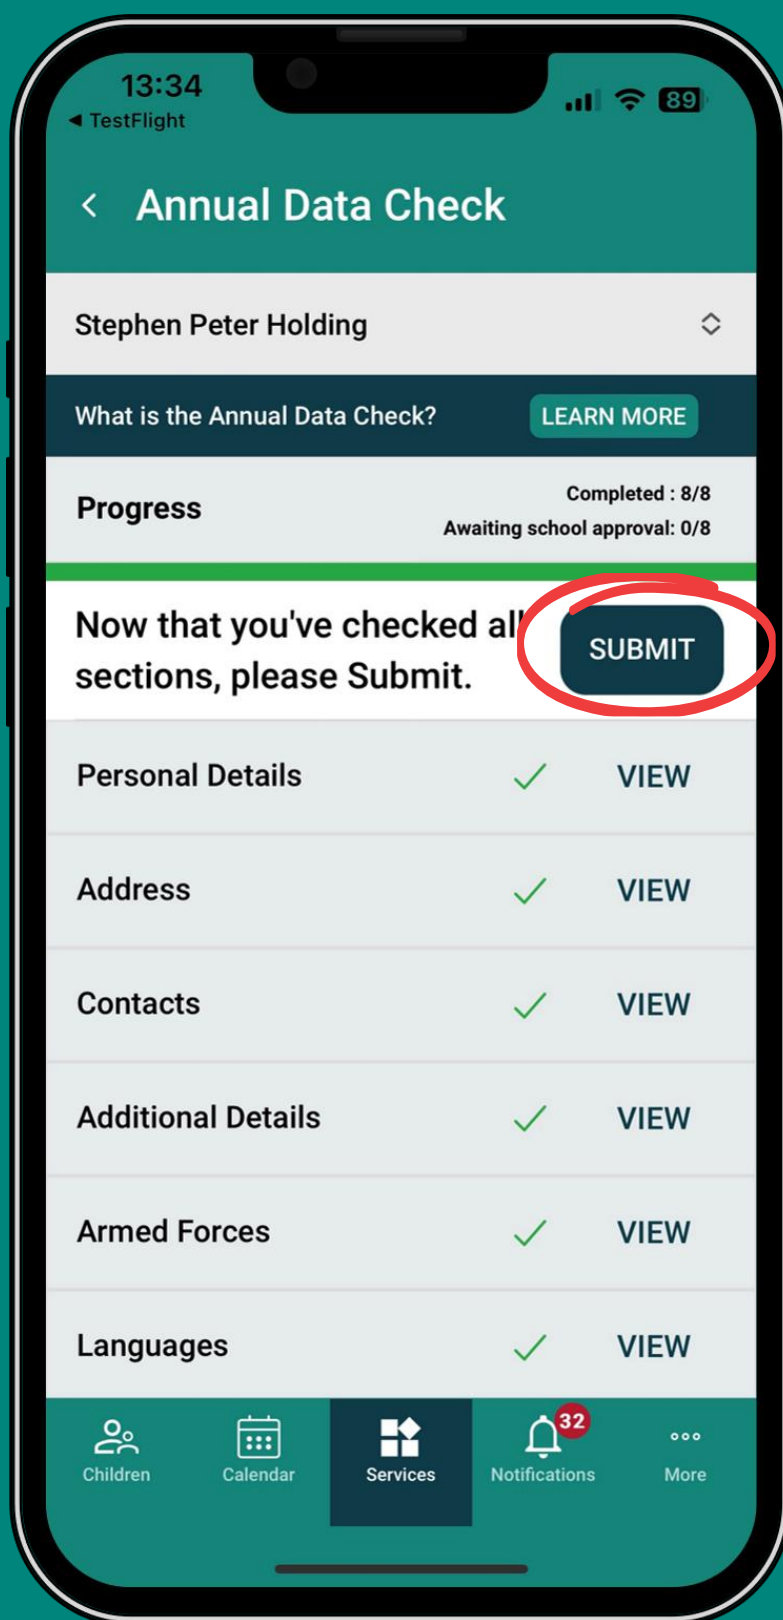 13:34
89
◀ TestFlight
< Annual Data Check
Stephen Peter Holding
What is the Annual Data Check? LEARN MORE
Progress
Completed : 8/8
Awaiting school approval: 0/8
Now that you've checked all
sections, please Submit.
SUBMIT
Personal Details VIEW
Address VIEW
Contacts VIEW
Additional Details VIEW
Armed Forces VIEW
Languages VIEW
32
Children Calendar Services Notifications More